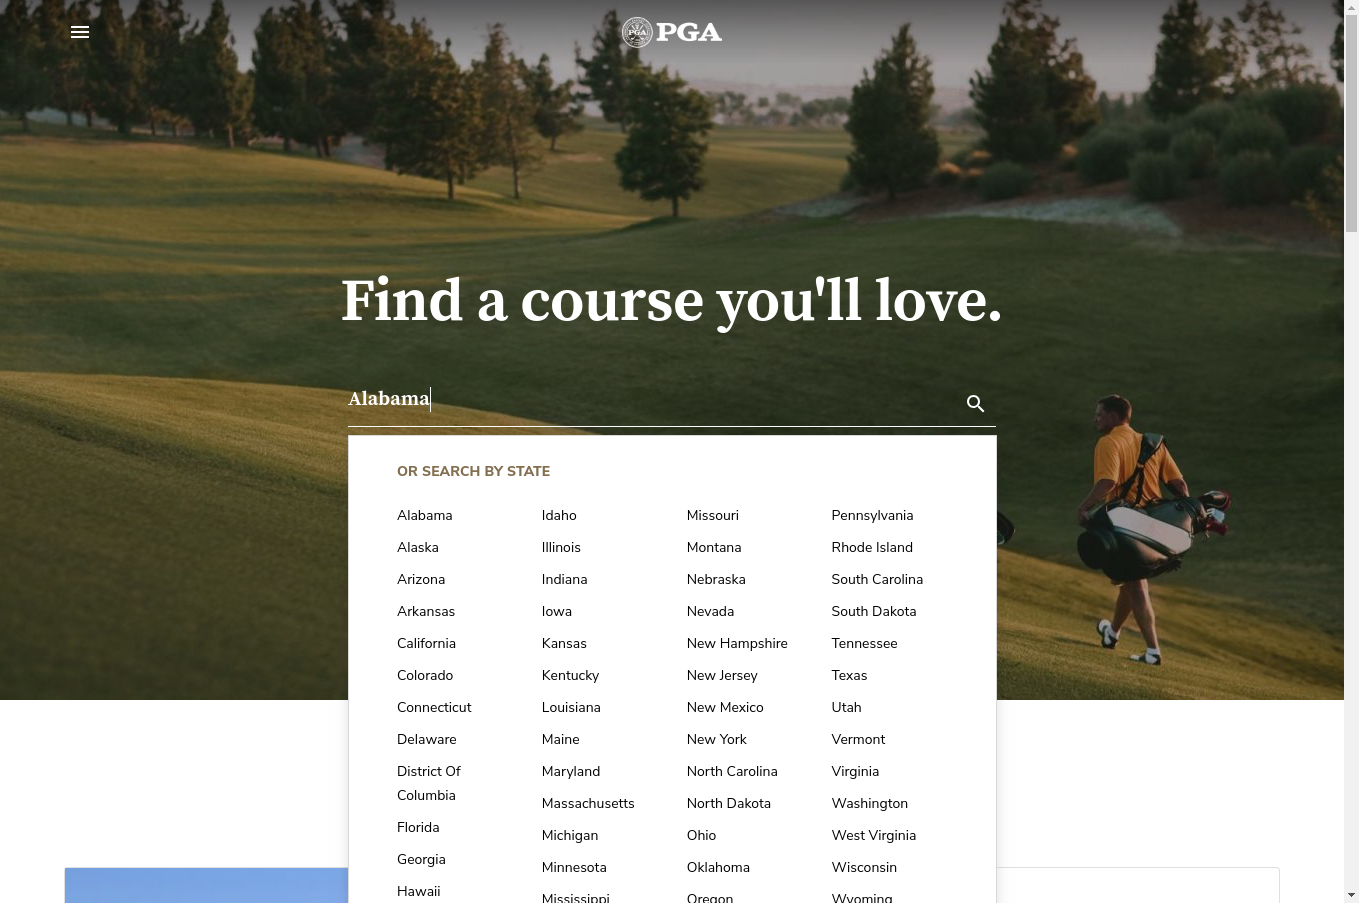 PGA
Find a course you'll love.
Alabama
OR SEARCH BY STATE
Alabama
Alaska
Arizona
Arkansas
California
Colorado
Connecticut
Delaware
District Of
Columbia
Florida
Georgia
Hawaii
Idaho
Illinois
Indiana
Iowa
Kansas
Kentucky
Louisiana
Maine
Maryland
Massachusetts
Michigan
Minnesota
Mississippi
Missouri
Montana
Nebraska
Nevada
New Hampshire
New Jersey
New Mexico
New York
North Carolina
North Dakota
Ohio
Oklahoma
Oregon
Pennsylvania
Rhode Island
South Carolina
South Dakota
Tennessee
Texas
Utah
Vermont
Virginia
Washington
West Virginia
Wisconsin
Wyoming